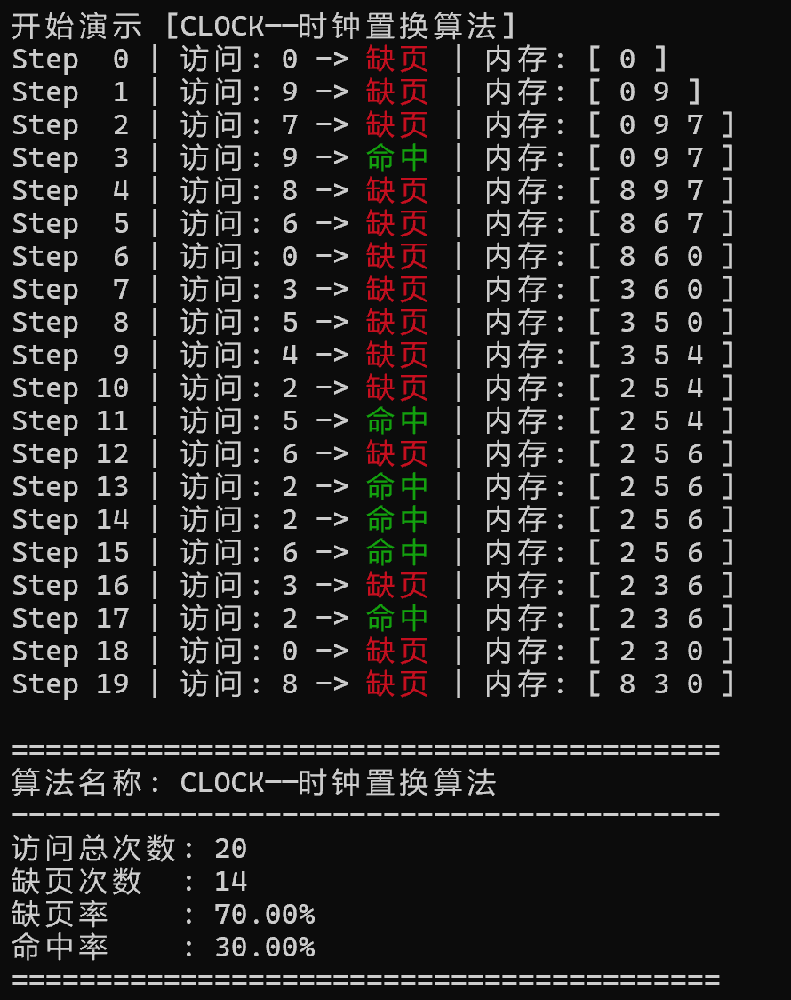 开始演示 [CLOCK——时钟置换算法]
Step  0 | 访问: 0 -> 缺页 | 内存: [ 0 ]
Step  1 | 访问: 9 -> 缺页 | 内存: [ 0 9 ]
Step  2 | 访问: 7 -> 缺页 | 内存: [ 0 9 7 ]
Step  3 | 访问: 9 -> 命中 | 内存: [ 0 9 7 ]
Step  4 | 访问: 8 -> 缺页 | 内存: [ 8 9 7 ]
Step  5 | 访问: 6 -> 缺页 | 内存: [ 8 6 7 ]
Step  6 | 访问: 0 -> 缺页 | 内存: [ 8 6 0 ]
Step  7 | 访问: 3 -> 缺页 | 内存: [ 3 6 0 ]
Step  8 | 访问: 5 -> 缺页 | 内存: [ 3 5 0 ]
Step  9 | 访问: 4 -> 缺页 | 内存: [ 3 5 4 ]
Step 10 | 访问: 2 -> 缺页 | 内存: [ 2 5 4 ]
Step 11 | 访问: 5 -> 命中 | 内存: [ 2 5 4 ]
Step 12 | 访问: 6 -> 缺页 | 内存: [ 2 5 6 ]
Step 13 | 访问: 2 -> 命中 | 内存: [ 2 5 6 ]
Step 14 | 访问: 2 -> 命中 | 内存: [ 2 5 6 ]
Step 15 | 访问: 6 -> 命中 | 内存: [ 2 5 6 ]
Step 16 | 访问: 3 -> 缺页 | 内存: [ 2 3 6 ]
Step 17 | 访问: 2 -> 命中 | 内存: [ 2 3 6 ]
Step 18 | 访问: 0 -> 缺页 | 内存: [ 2 3 0 ]
Step 19 | 访问: 8 -> 缺页 | 内存: [ 8 3 0 ]
==========================================
算法名称: CLOCK——时钟置换算法
------------------------------------------
访问总次数: 20
缺页次数  : 14
缺页率    : 70.00%
命中率    : 30.00%
==========================================